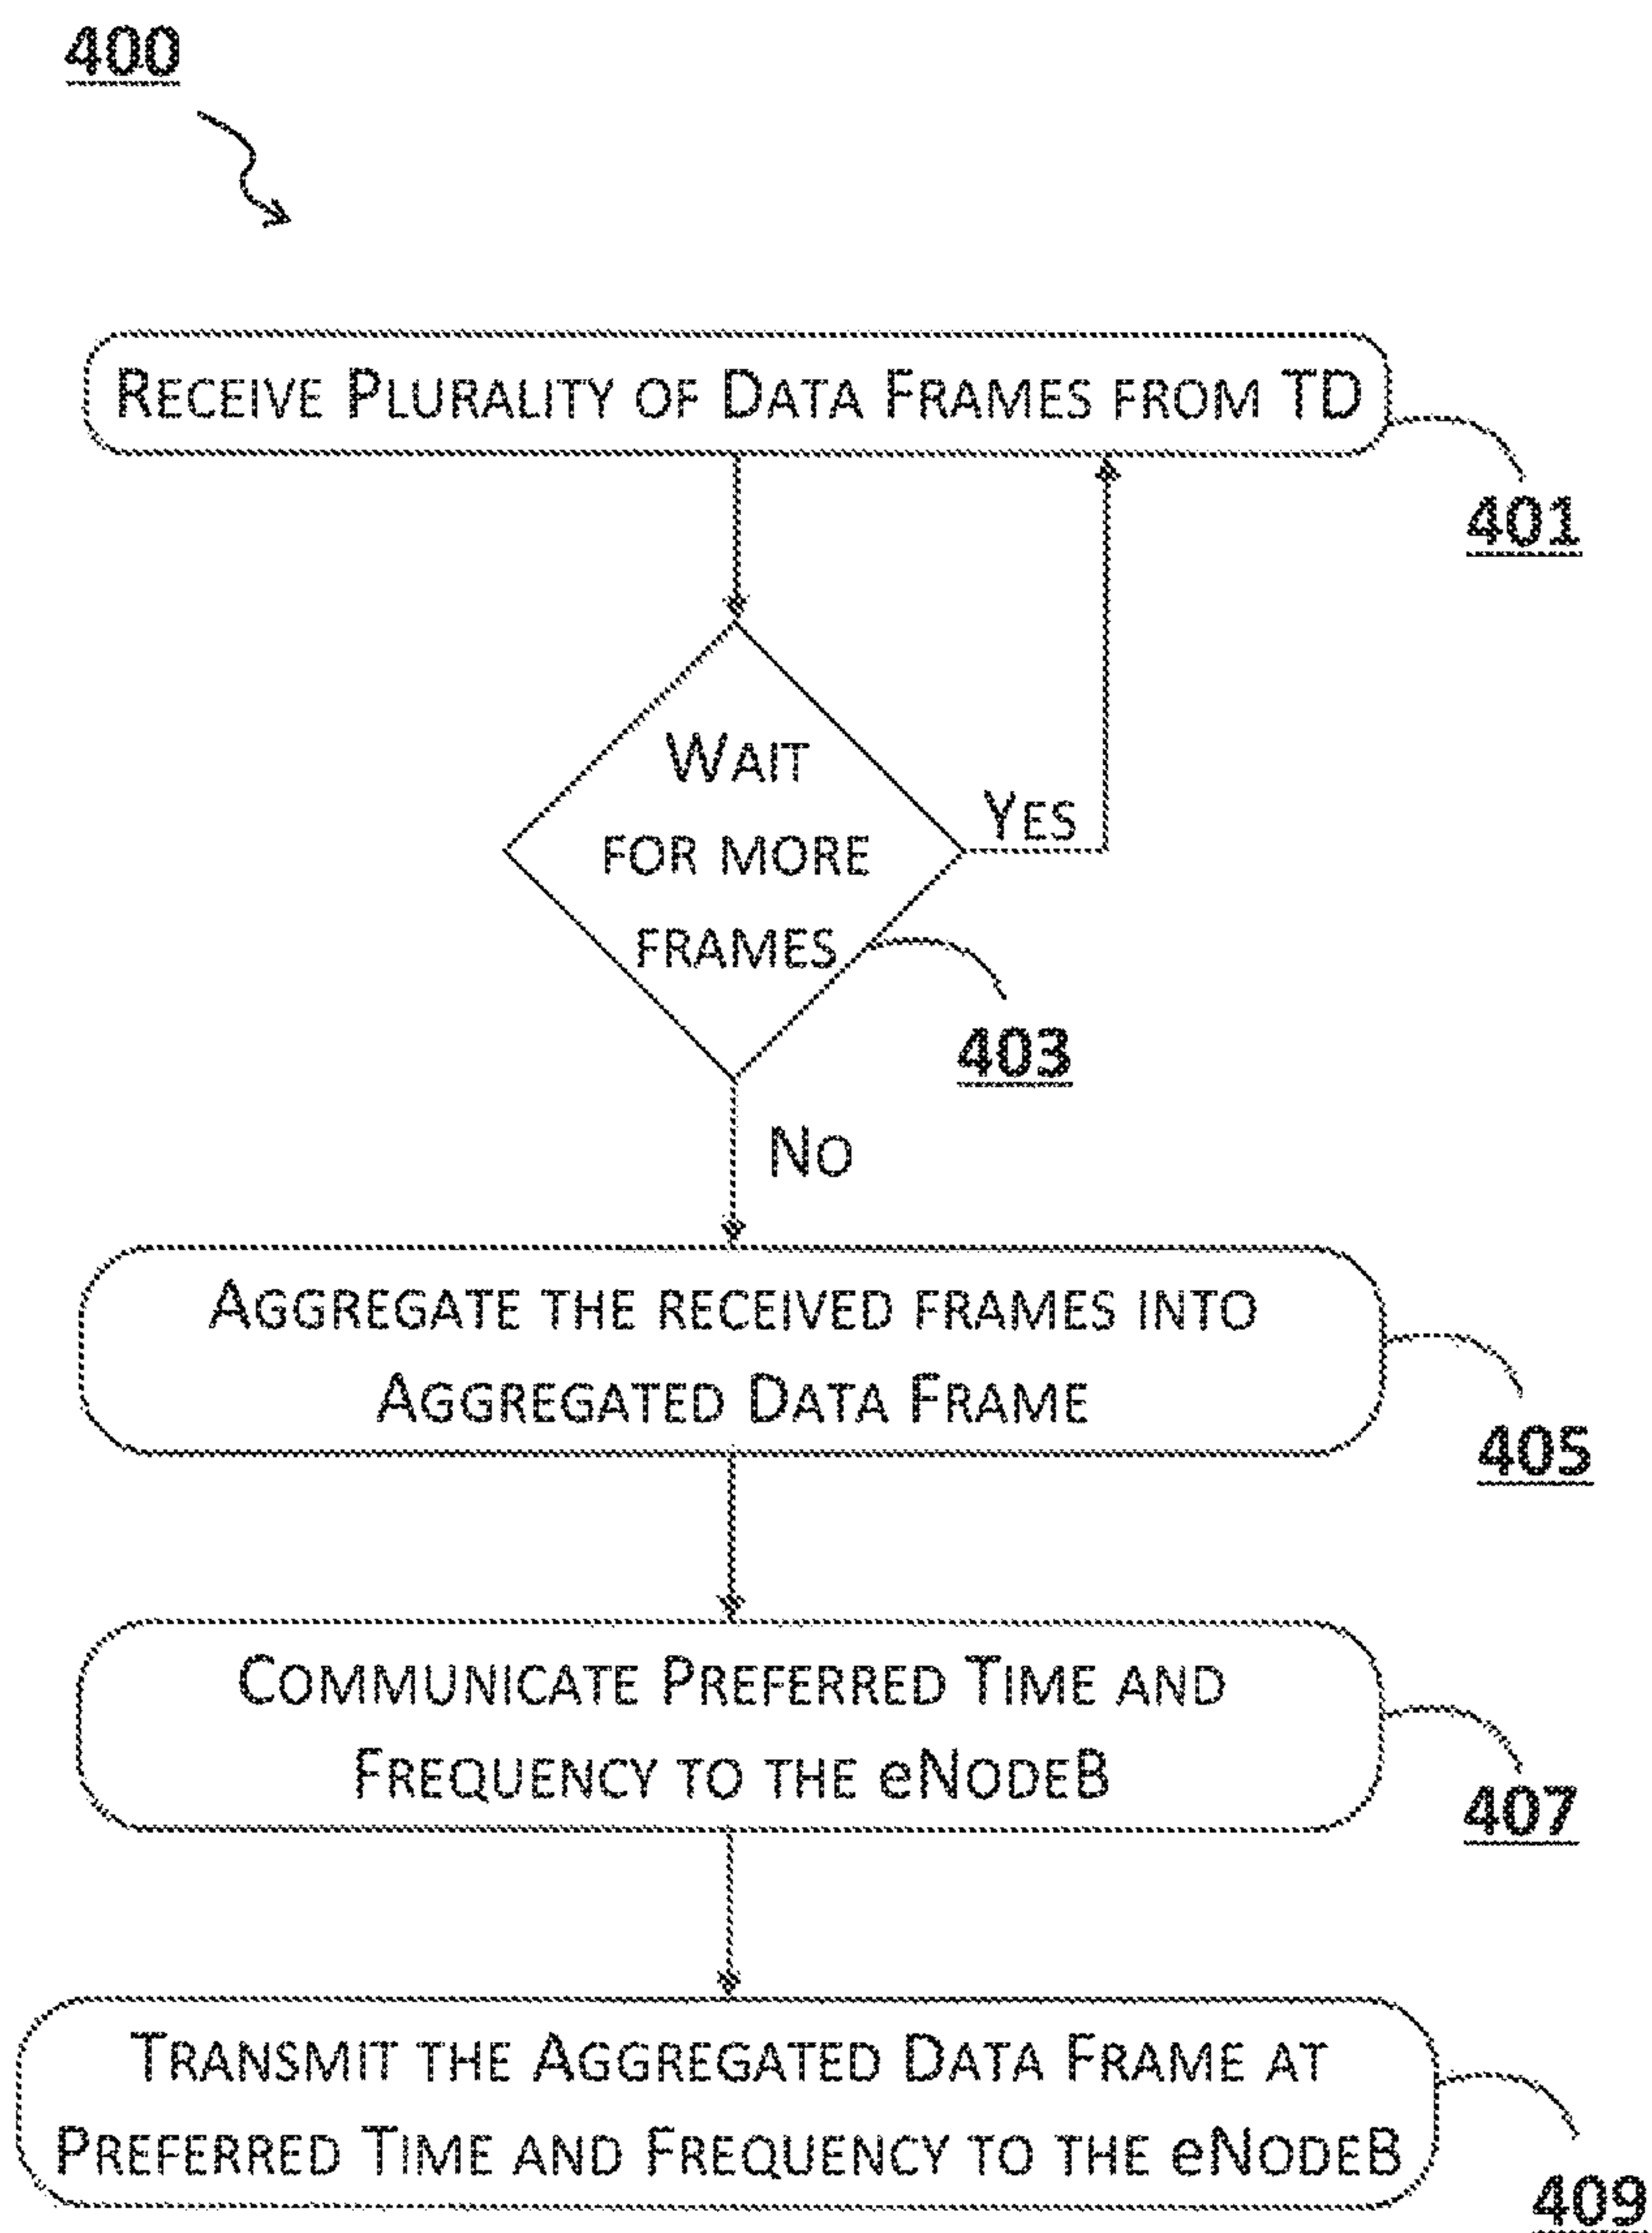 400
RECEIVE PLURALITY OF DATA FRAMES FROM TD
401
WAIT
FOR MORE
FRAMES
YES
403
NO
AGGREGATE THE RECEIVED FRAMES INTO
AGGREGATED DATA FRAME
405
COMMUNICATE PREFERRED TIME AND
FREQUENCY TO THE eNODEB
407
TRANSMIT THE AGGREGATED DATA FRAME AT
PREFERRED TIME AND FREQUENCY TO THE eNODEB
409